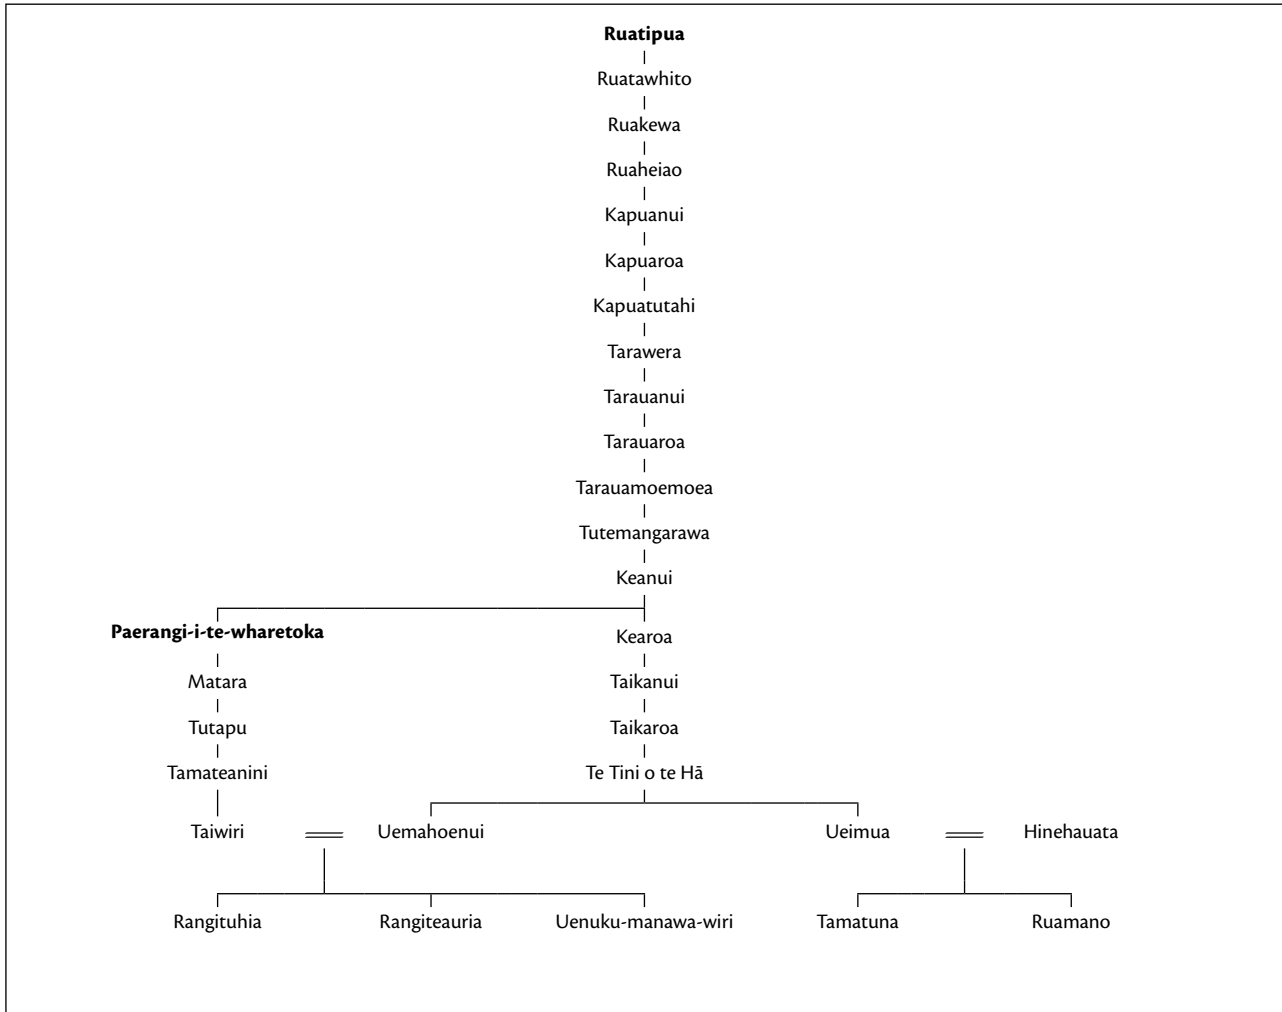 Ruatipua
Ruatawhito
Ruakewa
Ruaheiao
Kapuanui
Kapuaroa
Kapuatutahi
Tarawera
Tarauanui
Tarauaroa
Tarauamoemoea
Tutemangarawa
Keanui
Paerangi-i-te-wharetoka Kearoa
Matara Taikanui
Tutapu Taikaroa
Tamateanini Te Tini o te Hā
Taiwiri Uemahoenui Ueimua Hinehauata
Rangituhia Rangiteauria Uenuku-manawa-wiri Tamatuna Ruamano